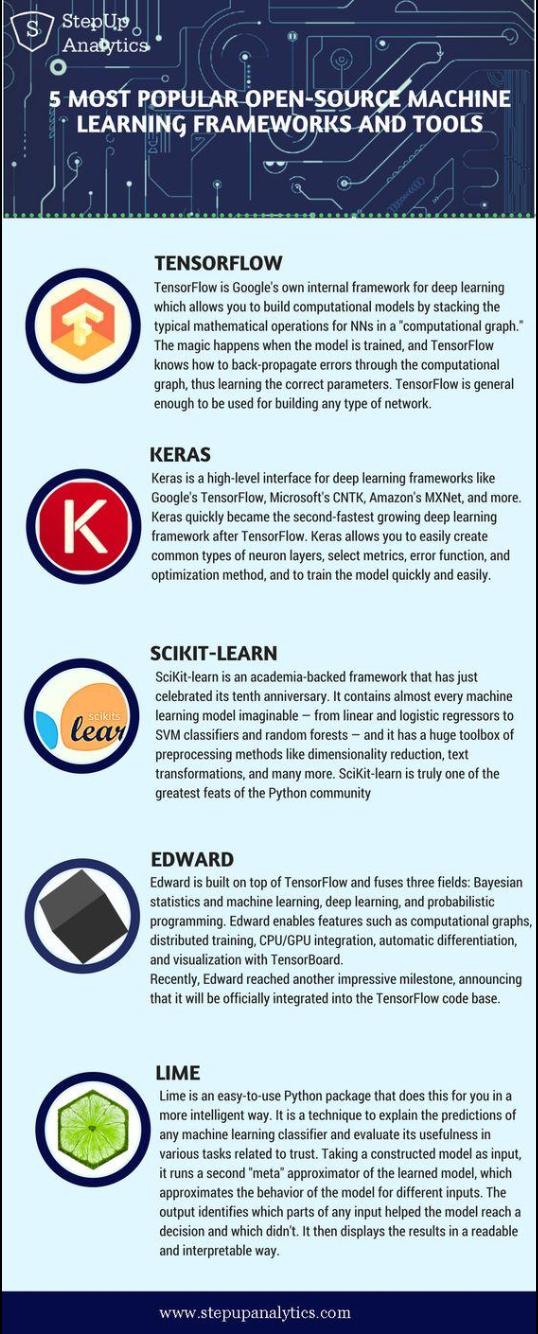 S
StepUp
Analytics
5 MOST POPULAR OPEN-SOURCE MACHINE
LEARNING FRAMEWORKS AND TOOLS
TENSORFLOW
TensorFlow is Google's own internal framework for deep learning
which allows you to build computational models by stacking the
typical mathematical operations for NNs in a "computational graph."
The magic happens when the model is trained, and TensorFlow
knows how to back-propagate errors through the computational
graph, thus learning the correct parameters. TensorFlow is general
enough to be used for building any type of network.
KERAS
K
Keras is a high-level interface for deep learning frameworks like
Google's TensorFlow, Microsoft's CNTK, Amazon's MXNet, and more.
Keras quickly became the second-fastest growing deep learning
framework after TensorFlow. Keras allows you to easily create
common types of neuron layers, select metrics, error function, and
optimization method, and to train the model quickly and easily.
SCIKIT-LEARN
scikits
lear
SciKit-learn is an academia-backed framework that has just
celebrated its tenth anniversary. It contains almost every machine
learning model imaginable — from linear and logistic regressors to
SVM classifiers and random forests — and it has a huge toolbox of
preprocessing methods like dimensionality reduction, text
transformations, and many more. SciKit-learn is truly one of the
greatest feats of the Python community
EDWARD
Edward is built on top of TensorFlow and fuses three fields: Bayesian
statistics and machine learning, deep learning, and probabilistic
programming. Edward enables features such as computational graphs,
distributed training, CPU/GPU integration, automatic differentiation,
and visualization with TensorBoard.
Recently, Edward reached another impressive milestone, announcing
that it will be officially integrated into the TensorFlow code base.
LIME
Lime is an easy-to-use Python package that does this for you in a
more intelligent way. It is a technique to explain the predictions of
any machine learning classifier and evaluate its usefulness in
various tasks related to trust. Taking a constructed model as input,
it runs a second "meta" approximator of the learned model, which
approximates the behavior of the model for different inputs. The
output identifies which parts of any input helped the model reach a
decision and which didn't. It then displays the results in a readable
and interpretable way.
www.stepupanalytics.com